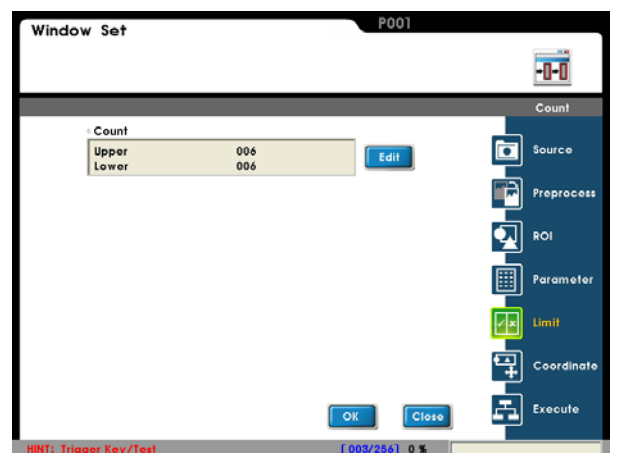 Window Set
P001
Count
Count
Upper 006
Lower 006
Edit
Source
Preprocess
ROI
Parameter
Limit
Coordinate
Execute
OK Close
HINT: Trigger Key/Test [003/256] 0 %